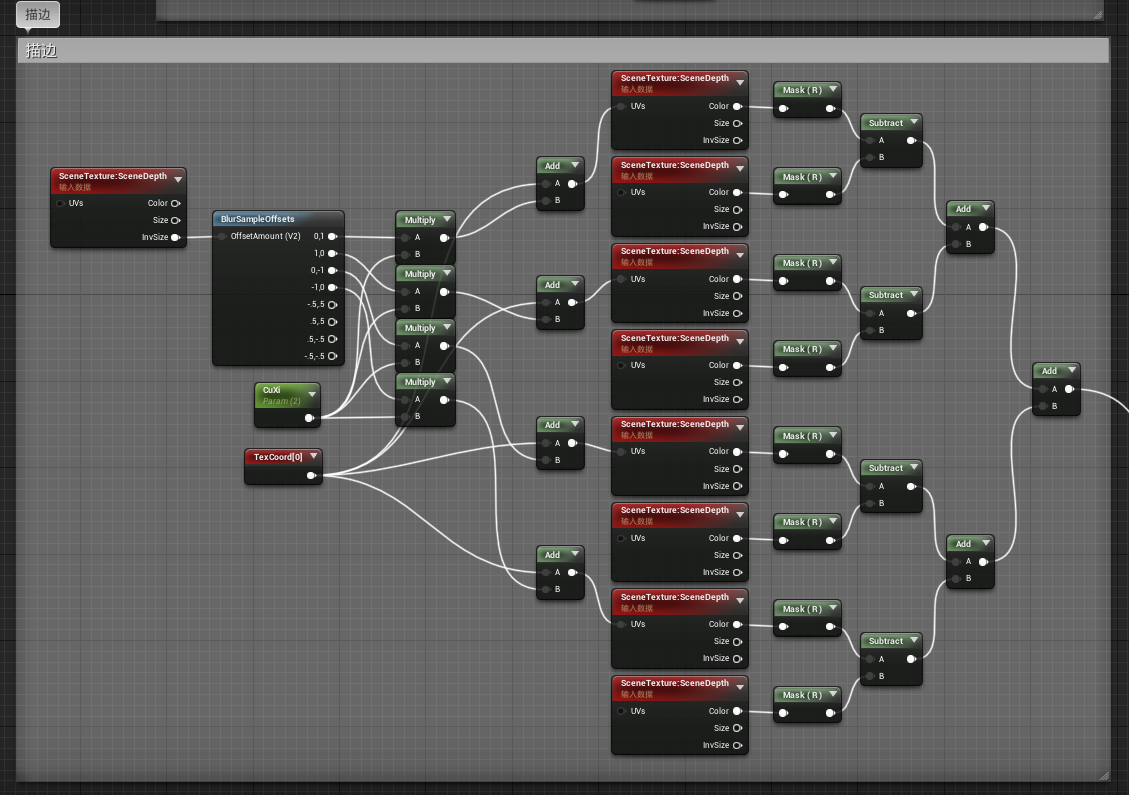 描边
描边
SceneTexture:SceneDepth
输入数据
UVs Color
Size
InvSize
BlurSampleOffsets
OffsetAmount (V2) 0,1
1,0
0,-1
-1,0
-.5,.5
.5,.5
.5,-.5
-.5,-.5
CuXi
Param (2)
TexCoord[0]
Multiply
A
B
Multiply
A
B
Multiply
A
B
Multiply
A
B
Add
A
B
Add
A
B
Add
A
B
Add
A
B
SceneTexture:SceneDepth
输入数据
UVs Color
Size
InvSize
SceneTexture:SceneDepth
输入数据
UVs Color
Size
InvSize
SceneTexture:SceneDepth
输入数据
UVs Color
Size
InvSize
SceneTexture:SceneDepth
输入数据
UVs Color
Size
InvSize
SceneTexture:SceneDepth
输入数据
UVs Color
Size
InvSize
SceneTexture:SceneDepth
输入数据
UVs Color
Size
InvSize
SceneTexture:SceneDepth
输入数据
UVs Color
Size
InvSize
SceneTexture:SceneDepth
输入数据
UVs Color
Size
InvSize
Mask ( R )
Mask ( R )
Mask ( R )
Mask ( R )
Mask ( R )
Mask ( R )
Mask ( R )
Mask ( R )
Subtract
A
B
Subtract
A
B
Subtract
A
B
Subtract
A
B
Add
A
B
Add
A
B
Add
A
B